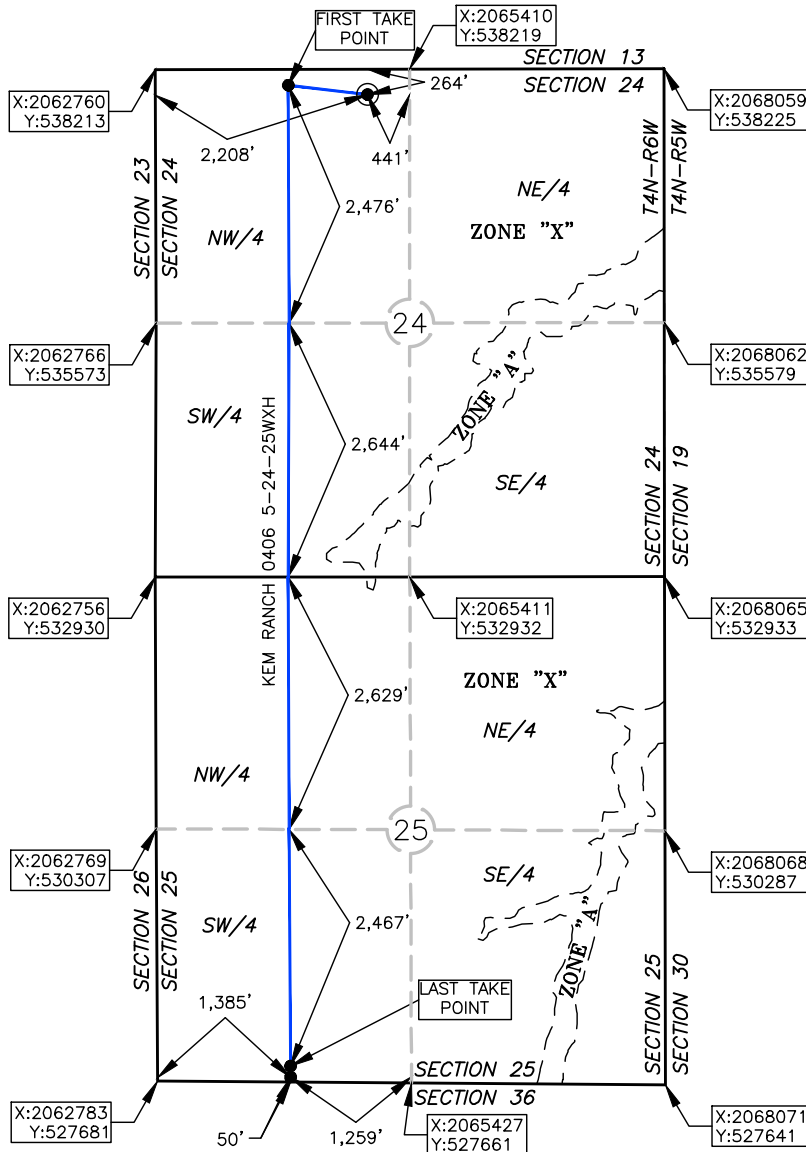 FIRST TAKE
POINT
X:2065410
Y:538219
SECTION 13
SECTION 24
X:2062760
Y:538213
264'
X:2068059
Y:538225
2,208'
441'
SECTION 23
SECTION 24
T4N-R6W
T4N-R5W
2,476'
NE/4
NW/4
ZONE "X"
24
X:2062766
Y:535573
X:2068062
Y:535579
ZONE "A"
SW/4
2,644'
SE/4
SECTION 24
SECTION 19
KEM RANCH 0406 5-24-25WXH
X:2062756
Y:532930
X:2065411
Y:532932
X:2068065
Y:532933
ZONE "X"
2,629'
NE/4
NW/4
25
X:2062769
Y:530307
X:2068068
Y:530287
SE/4
SECTION 26
SECTION 25
SW/4
2,467'
ZONE "A"
SECTION 25
SECTION 30
1,385'
LAST TAKE
POINT
SECTION 25
SECTION 36
X:2062783
Y:527681
50'
1,259'
X:2065427
Y:527661
X:2068071
Y:527641